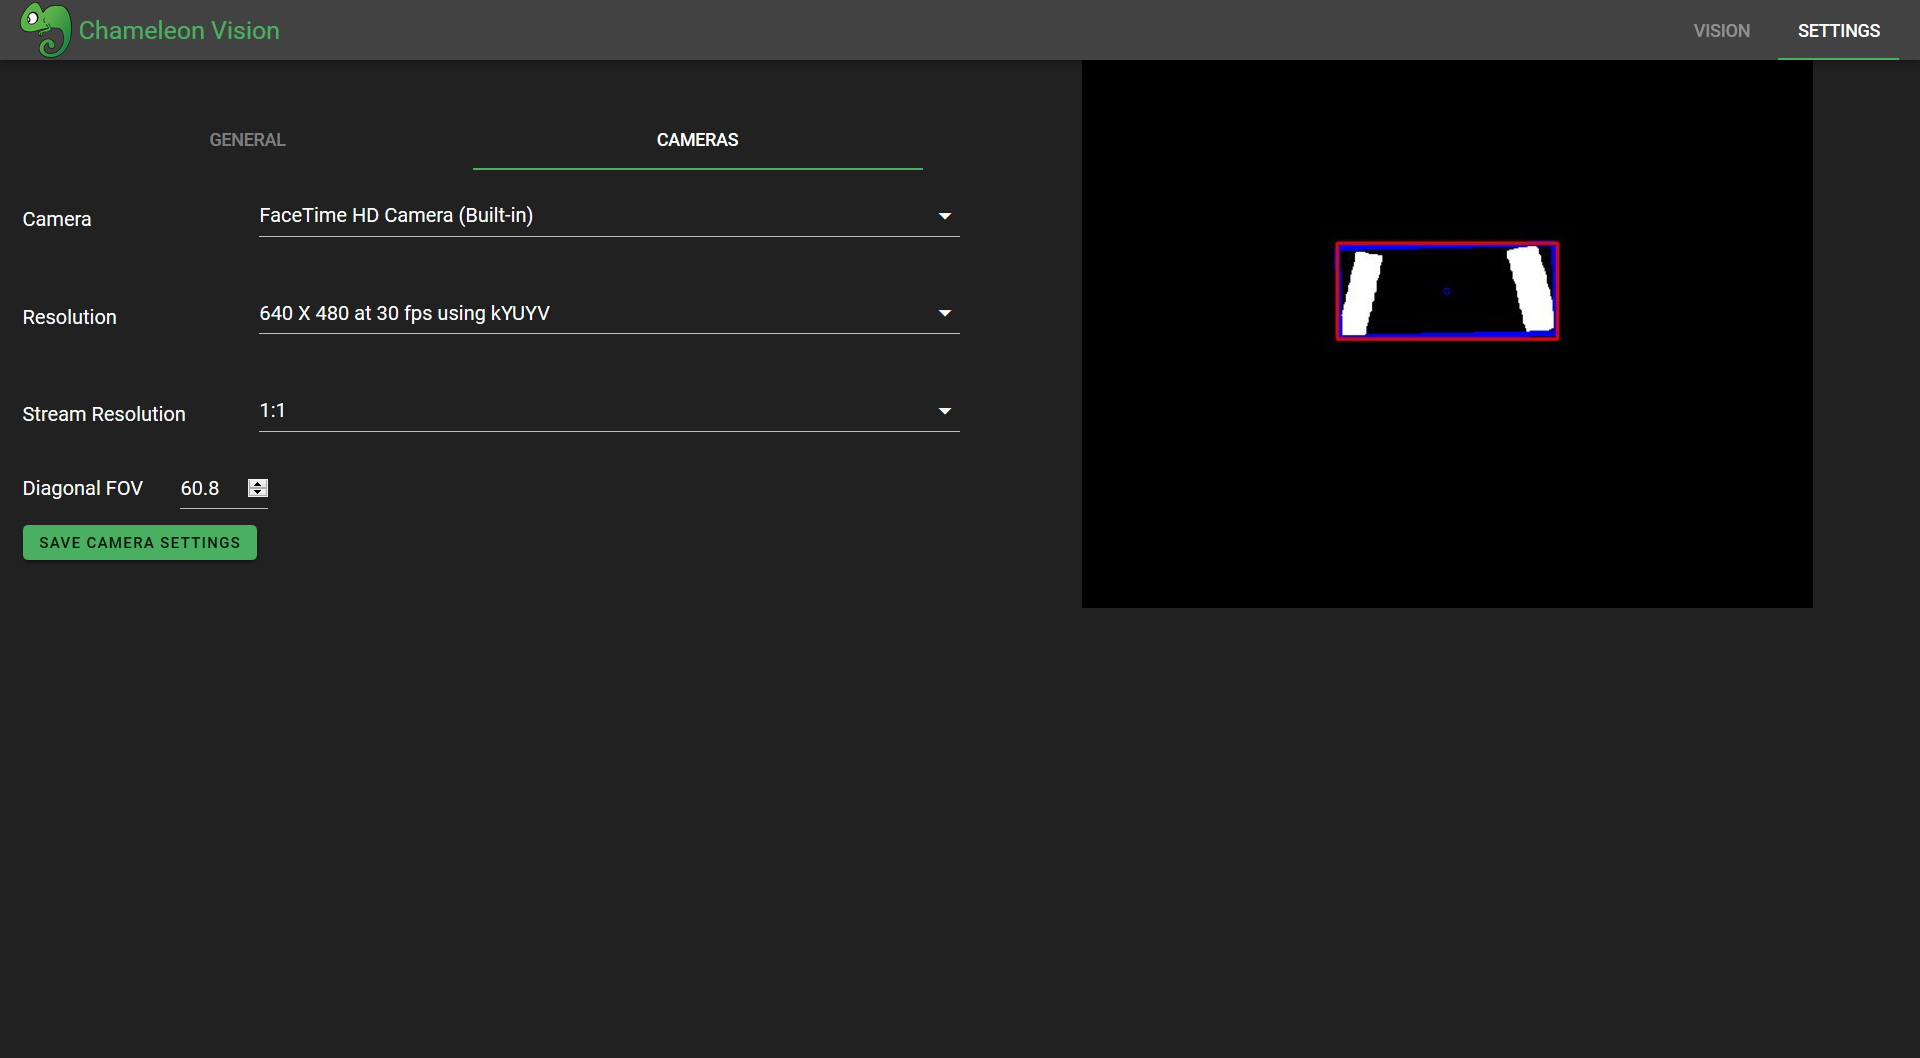 Chameleon Vision
VISION
SETTINGS
GENERAL
CAMERAS
Camera
FaceTime HD Camera (Built-in)
Resolution
640 X 480 at 30 fps using kYUYV
Stream Resolution
1:1
Diagonal FOV
60.8
SAVE CAMERA SETTINGS